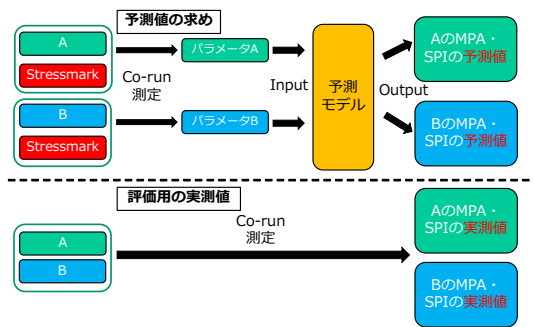 予測値の求め
A
Stressmark
B
Stressmark
Co-run
測定
パラメータA
パラメータB
Input
予測
モデル
Output
AのMPA・
SPIの予測値
BのMPA・
SPIの予測値
評価用の実測値
A
B
Co-run
測定
AのMPA・
SPIの実測値
BのMPA・
SPIの実測値